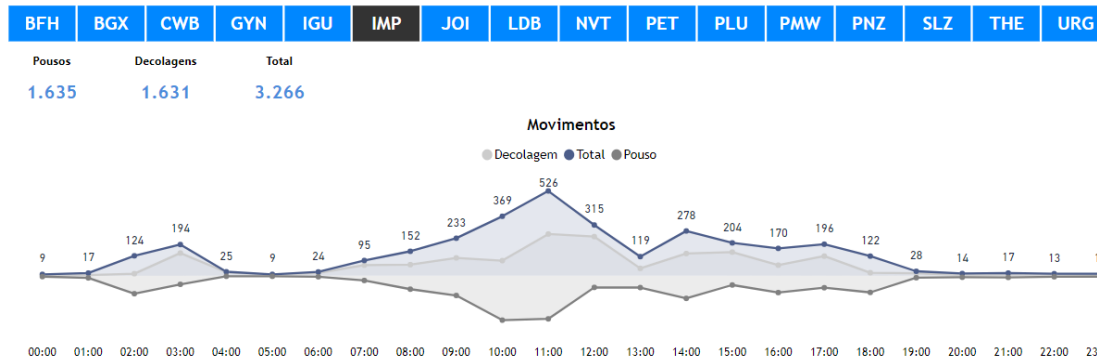 BFH BGX CWB GYN IGU IMP JOI LDB NVT PET PLU PMW PNZ SLZ THE URG
Pousos Decolagens Total
1.635 1.631 3.266
Movimentos
Decolagem Total Pouso
9 17 124 194 25 9 24 95 152 233 369 526 315 119 278 204 170 196 122 28 14 17 13
00:00 01:00 02:00 03:00 04:00 05:00 06:00 07:00 08:00 09:00 10:00 11:00 12:00 13:00 14:00 15:00 16:00 17:00 18:00 19:00 20:00 21:00 22:00 23